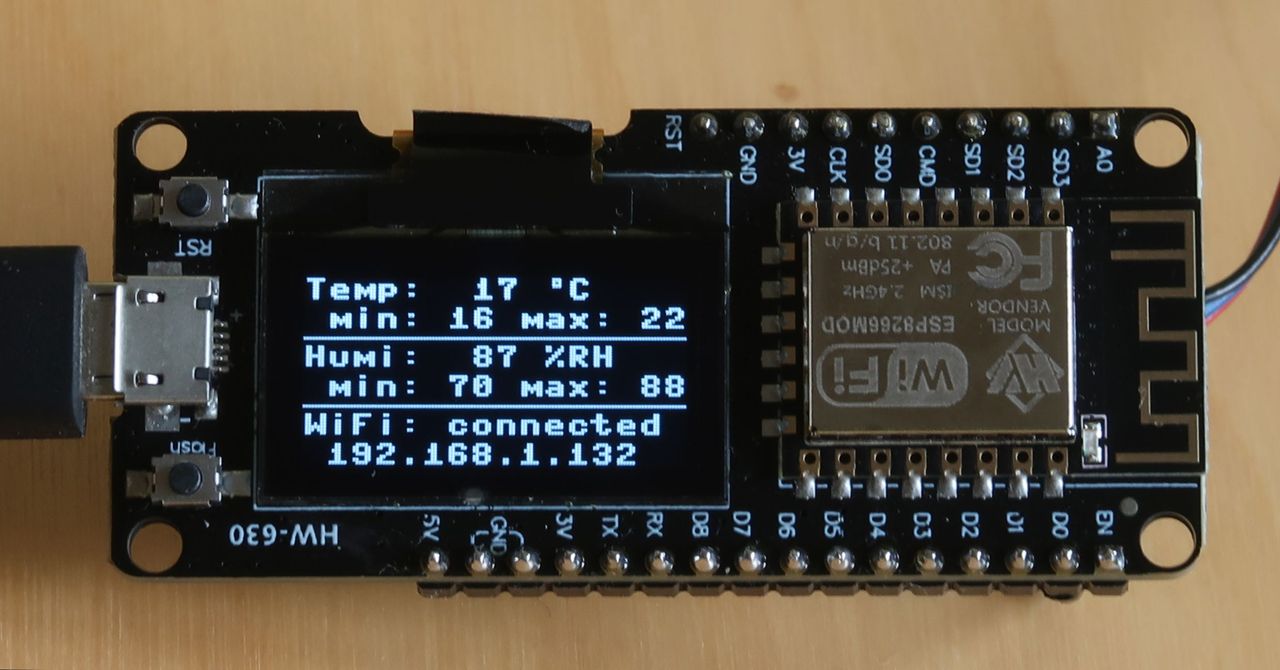 RST
GND
3V
CLK
SD0
CMD
SD1
SD2
SD3
A0
RST
Temp: 17 °C
min: 16 max: 22
Humi: 87 %RH
min: 70 max: 88
WiFi: connected
192.168.1.132
802.11 b/g/n
PA +25dBm
ISM 2.4GHz
FC
MODEL
VENDOR
ESP8266MOD
WiFi
Flash
HW-630
5V
GND
3V
TX
RX
D8
D7
D6
D5
D4
D3
D2
D1
D0
EN